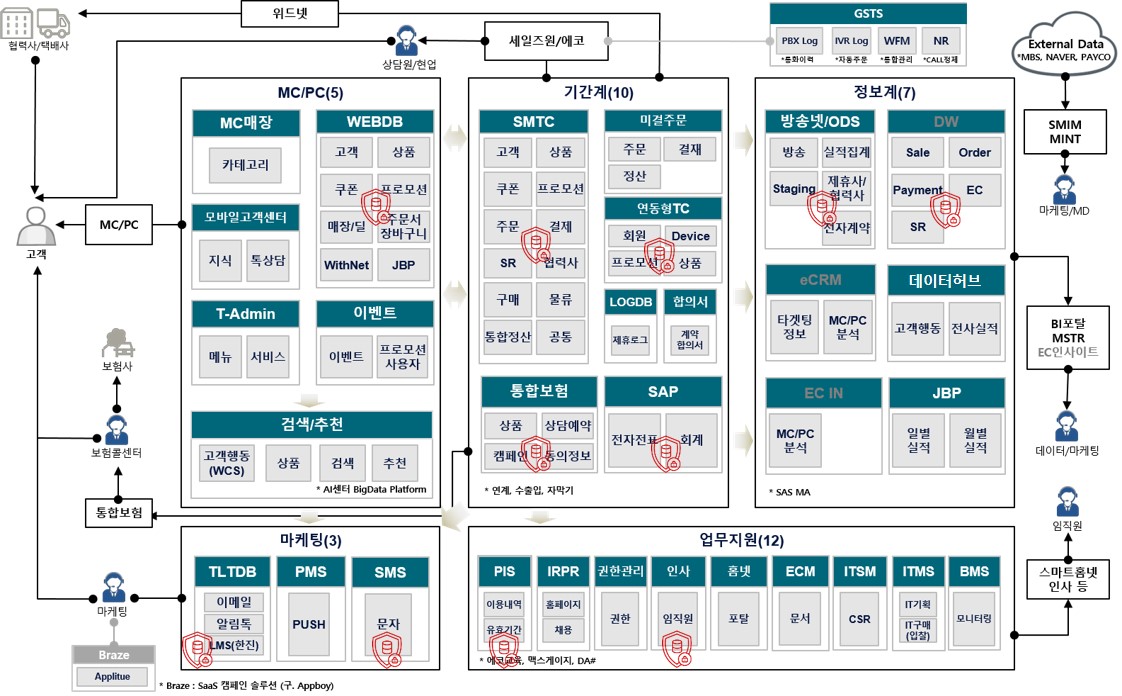 위드넷
협력사/택배사
세일즈원/에코
상담원/현업
GSTS
PBX Log
IVR Log
WFM
NR
*통화이력
*자동주문
*통합관리
*CALL정제
External Data
*MBS, NAVER, PAYCO
SMIM
MINT
마케팅/MD
MC/PC
고객
MC/PC(5)
MC매장
카테고리
WEBDB
고객
상품
쿠폰
프로모션
매장/딜
주문서
장바구니
WithNet
JBP
모바일고객센터
지식
톡상담
T-Admin
메뉴
서비스
이벤트
이벤트
프로모션
사용자
검색/추천
고객행동
(WCS)
상품
검색
추천
* AI센터 BigData Platform
기간계(10)
SMTC
고객
상품
쿠폰
프로모션
주문
결제
SR
협력사
구매
물류
통합정산
공통
미결주문
주문
결재
정산
연동형TC
회원
Device
프로모션
상품
LOGDB
제휴로그
합의서
계약
합의서
통합보험
상품
상담예약
캠페인
동의정보
SAP
전자전표
회계
* 연계, 수출입, 자막기
정보계(7)
방송넷/ODS
방송
실적집계
Staging
제휴사/
협력사
전자계약
DW
Sale
Order
Payment
EC
SR
eCRM
타겟팅
정보
MC/PC
분석
데이터허브
고객행동
전사실적
EC IN
MC/PC
분석
JBP
일별
실적
월별
실적
* SAS MA
BI포탈
MSTR
EC인사이트
데이터/마케팅
보험사
보험콜센터
통합보험
마케팅
Braze
Applitue
* Braze : SaaS 캠페인 솔루션 (구. Appboy)
마케팅(3)
TLTDB
이메일
알림톡
LMS(한진)
PMS
PUSH
SMS
문자
업무지원(12)
PIS
이용내역
유효기간
IRPR
홈페이지
채용
권한관리
권한
인사
임직원
홈넷
포탈
ECM
문서
ITSM
CSR
ITMS
IT기획
IT구매
(입찰)
BMS
모니터링
* 에코교육, 맥스게이지, DA#
임직원
스마트홈넷
인사 등